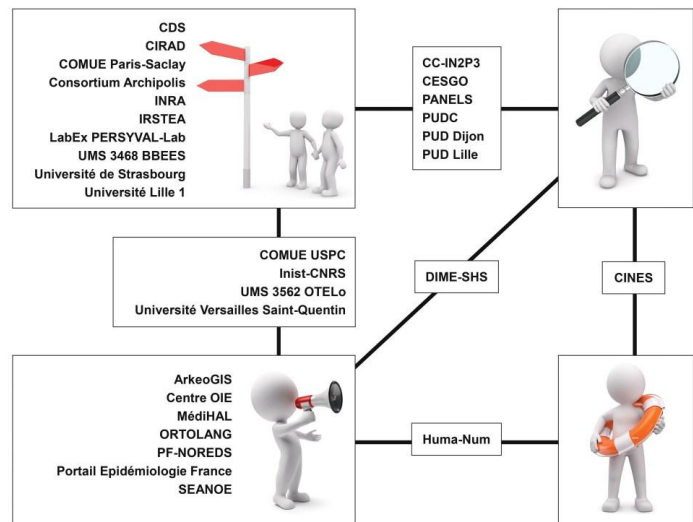 CDS
CIRAD
COMUE Paris-Saclay
Consortium Archipolis
INRA
IRSTEA
LabEx PERSYVAL-Lab
UMS 3468 BBEES
Université de Strasbourg
Université Lille 1
CC-IN2P3
CESGO
PANELS
PUDC
PUD Dijon
PUD Lille
COMUE USPC
Inist-CNRS
UMS 3562 OTELo
Université Versailles Saint-Quentin
DIME-SHS
CINES
ArkeoGIS
Centre OIE
MédiHAL
ORTOLANG
PF-NOREDS
Portail Epidémiologie France
SEANOE
Huma-Num